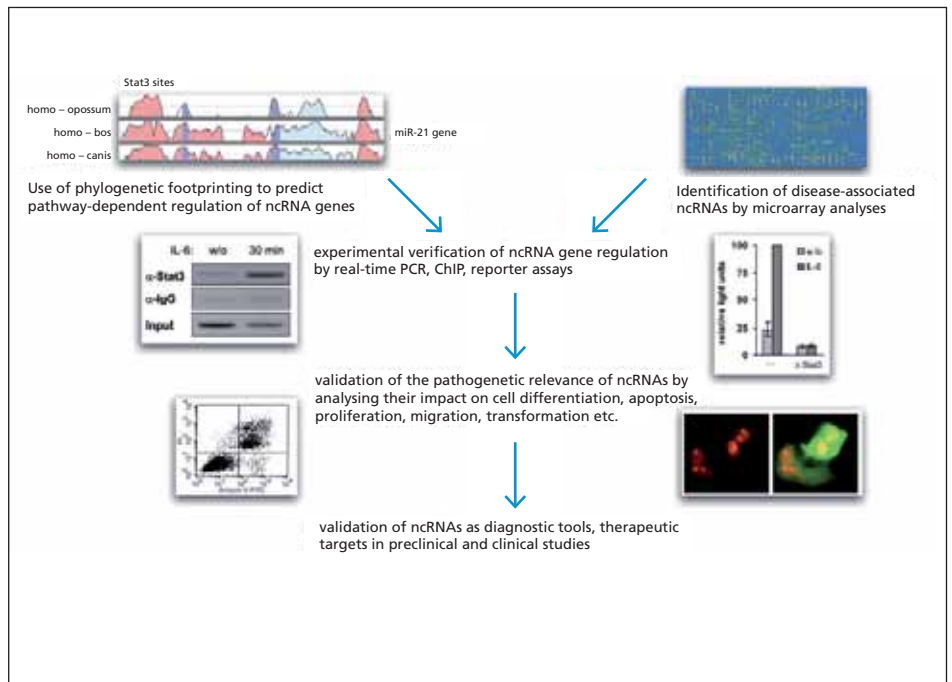 Stat3 sites
homo – opossum
homo – bos
miR-21 gene
homo – canis
Use of phylogenetic footprinting to predict
pathway-dependent regulation of ncRNA genes
Identification of disease-associated
ncRNAs by microarray analyses
IL-6: w/o 30 min
α-Stat3
α-IgG
Input
experimental verification of ncRNA gene regulation
by real-time PCR, ChIP, reporter assays
relative light units
100
75
50
25
0
validation of the pathogenetic relevance of ncRNAs by
analysing their impact on cell differentiation, apoptosis,
proliferation, migration, transformation etc.
validation of ncRNAs as diagnostic tools, therapeutic
targets in preclinical and clinical studies